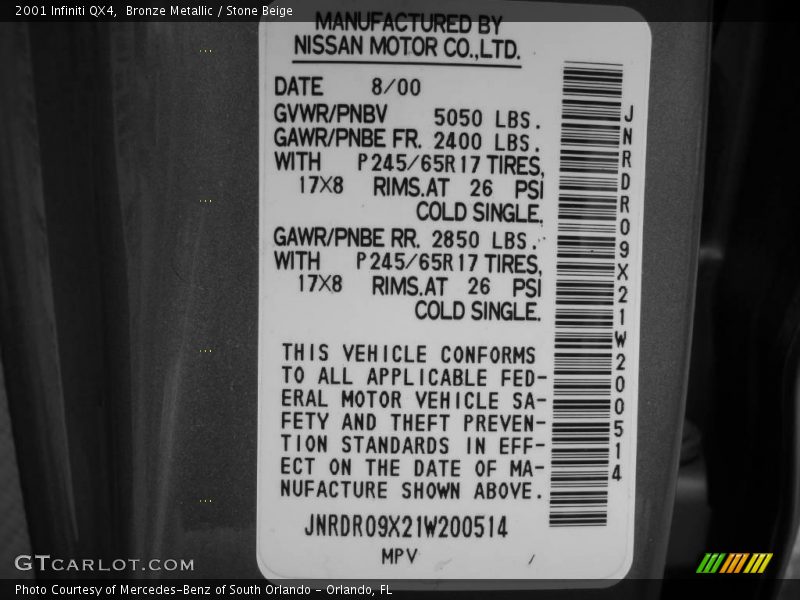 2001 Infiniti QX4,  Bronze Metallic / Stone Beige
MANUFACTURED BY
NISSAN MOTOR CO.,LTD.
DATE 8/00
GVWR/PNBV 5050 LBS.
GAWR/PNBE FR. 2400 LBS.
WITH P245/65R17 TIRES,
17X8 RIMS.AT 26 PSI
COLD SINGLE.
GAWR/PNBE RR. 2850 LBS.
WITH P245/65R17 TIRES,
17X8 RIMS.AT 26 PSI
COLD SINGLE.
THIS VEHICLE CONFORMS
TO ALL APPLICABLE FED-
ERAL MOTOR VEHICLE SA-
FETY AND THEFT PREVEN-
TION STANDARDS IN EFF-
ECT ON THE DATE OF MA-
NUFACTURE SHOWN ABOVE.
JNRDR09X21W200514
MPV /
JNRDR09X21W200514
GTCARLOT.COM
Photo Courtesy of Mercedes-Benz of South Orlando - Orlando, FL